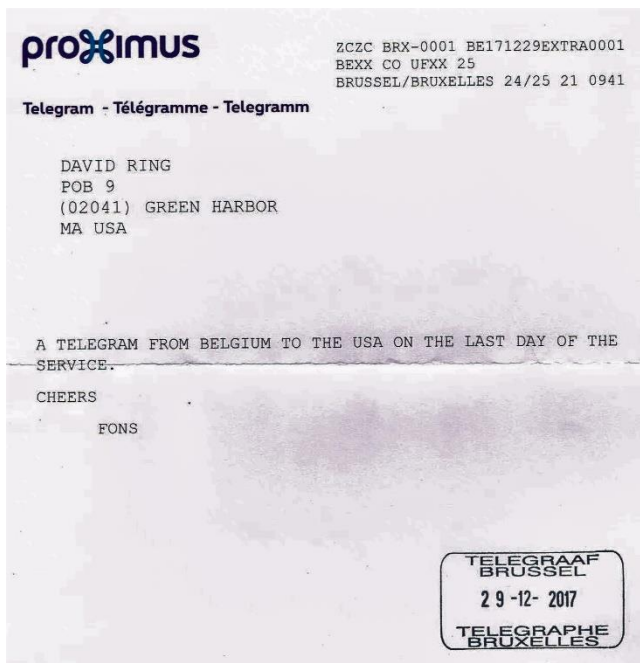 proximus
ZCZC BRX-0001 BE171229EXTRA0001
BEXX CO UFXX 25
BRUSSEL/BRUXELLES 24/25 21 0941
Telegram - Télégramme - Telegramm
DAVID RING
POB 9
(02041) GREEN HARBOR
MA USA
A TELEGRAM FROM BELGIUM TO THE USA ON THE LAST DAY OF THE
SERVICE.
CHEERS
FONS
TELEGRAAF
BRUSSEL
29-12-2017
TELEGRAPHE
BRUXELLES